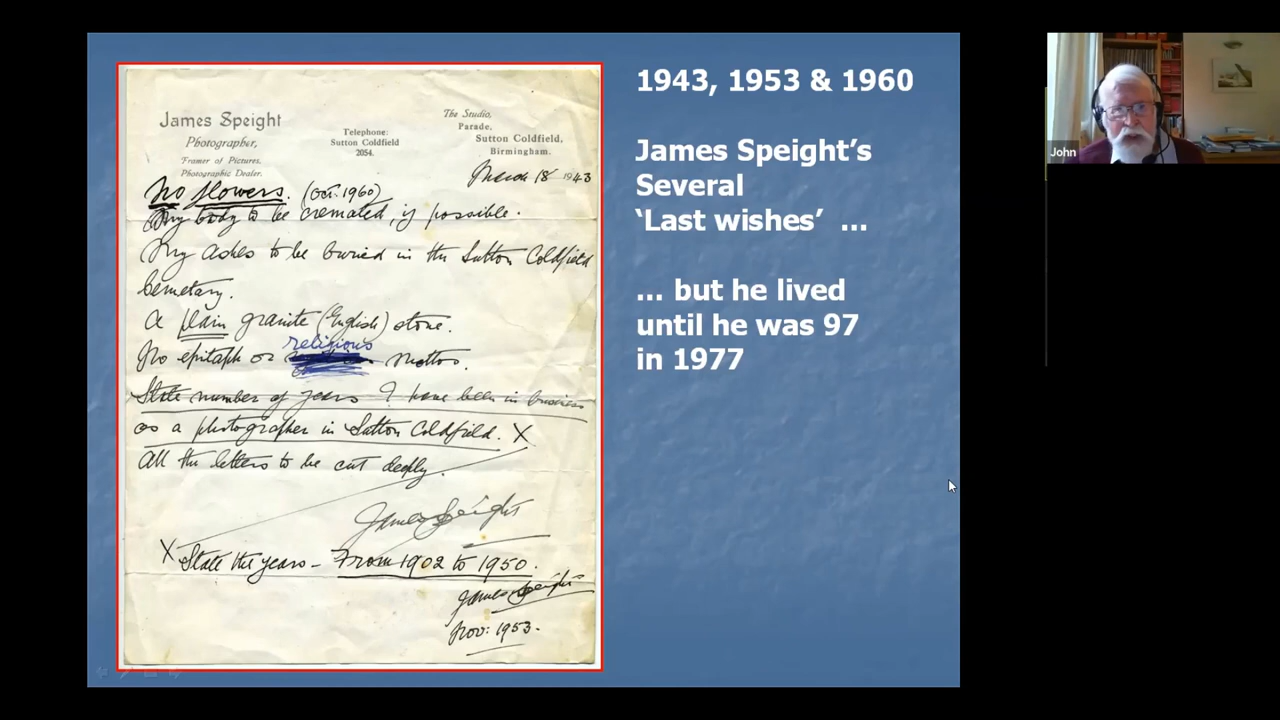 James Speight
Photographer,
Framer of Pictures.
Photographic Dealer.
Telephone:
Sutton Coldfield
2054.
The Studio,
Parade,
Sutton Coldfield,
Birmingham.
March 18 1943
No flowers. (Oct. 1960)
My body to be cremated, if possible.
My ashes to be buried in the Sutton Coldfield
Cemetary.
A plain granite (English) stone.
religious
No epitaph or mottos.
State number of years I have been in business
as a photographer in Sutton Coldfield. X
All the letters to be cut deeply.
James Speight
X State the years – From 1902 to 1950.
James Speight
Nov: 1953.
1943, 1953 & 1960
James Speight’s
Several
‘Last wishes’ ...
... but he lived
until he was 97
in 1977
John